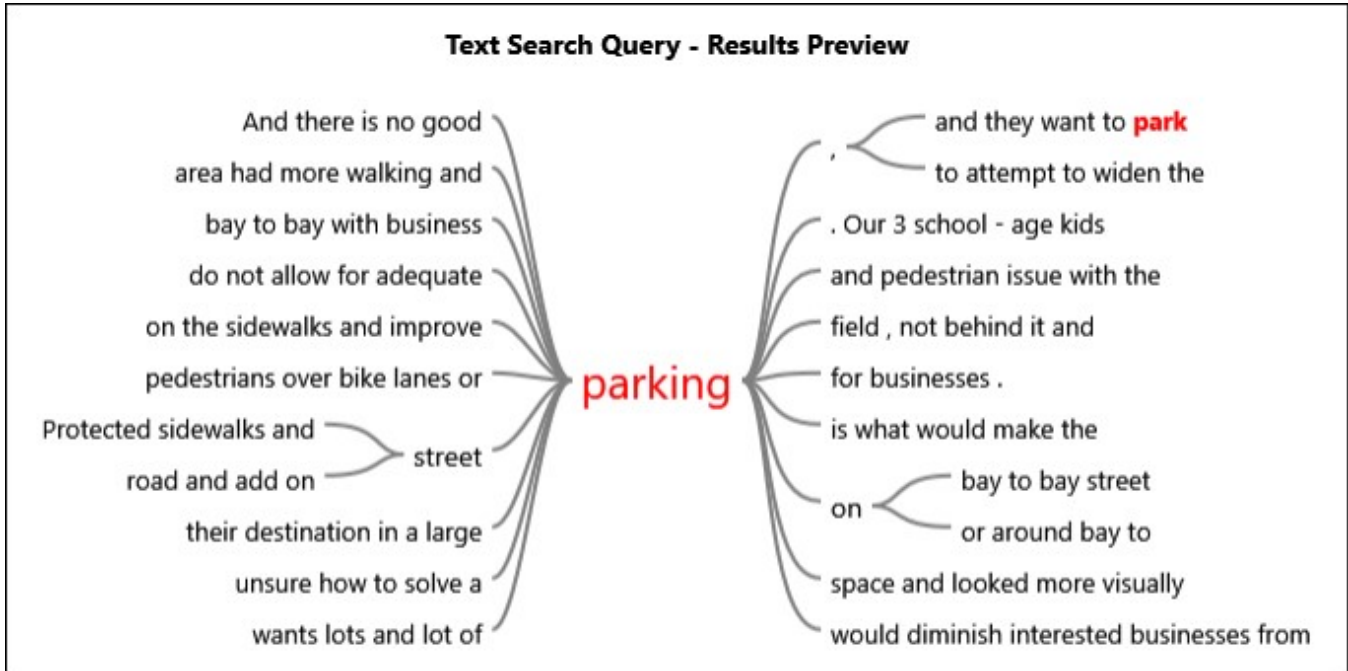 Text Search Query - Results Preview
And there is no good
area had more walking and
bay to bay with business
do not allow for adequate
on the sidewalks and improve
pedestrians over bike lanes or
Protected sidewalks and
road and add on
street
their destination in a large
unsure how to solve a
wants lots and lot of
parking
,
and they want to park
to attempt to widen the
. Our 3 school - age kids
and pedestrian issue with the
field , not behind it and
for businesses .
is what would make the
on
bay to bay street
or around bay to
space and looked more visually
would diminish interested businesses from